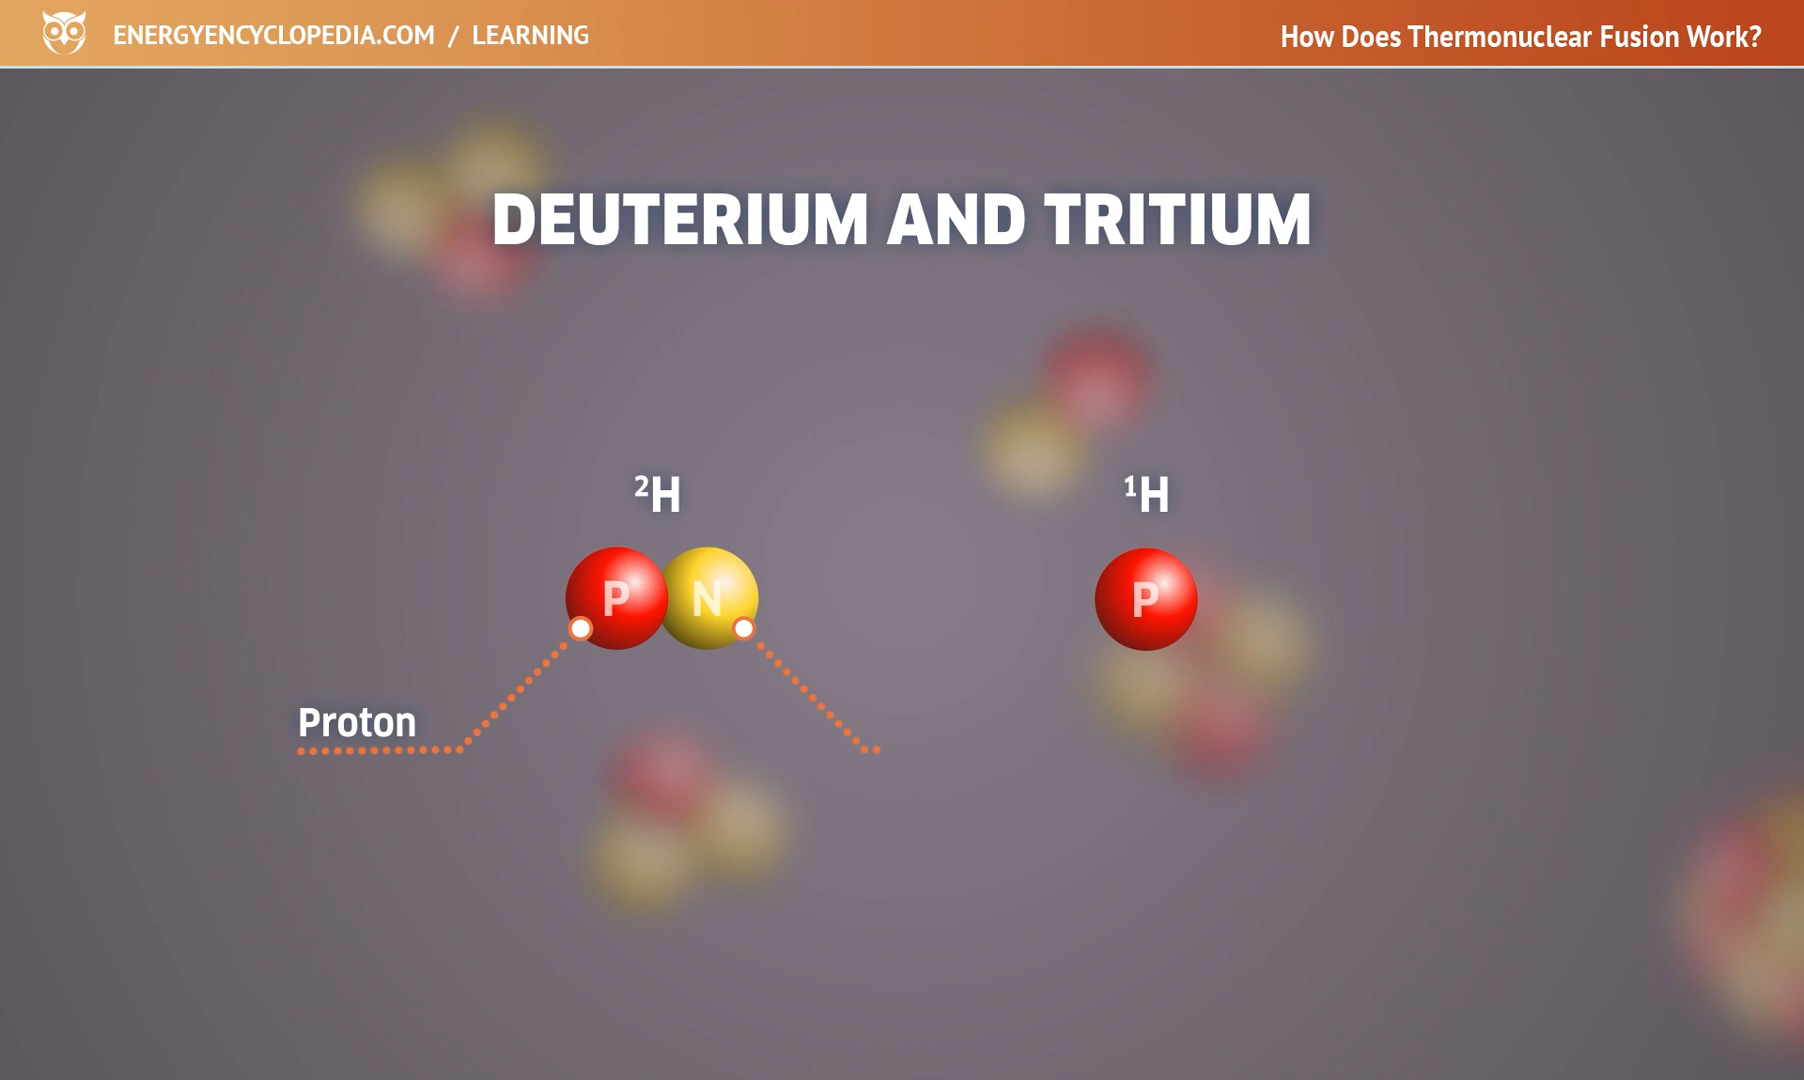 ENERGYENCYCLOPEDIA.COM / LEARNING
How Does Thermonuclear Fusion Work?
DEUTERIUM AND TRITIUM
²H
¹H
P N
P
Proton